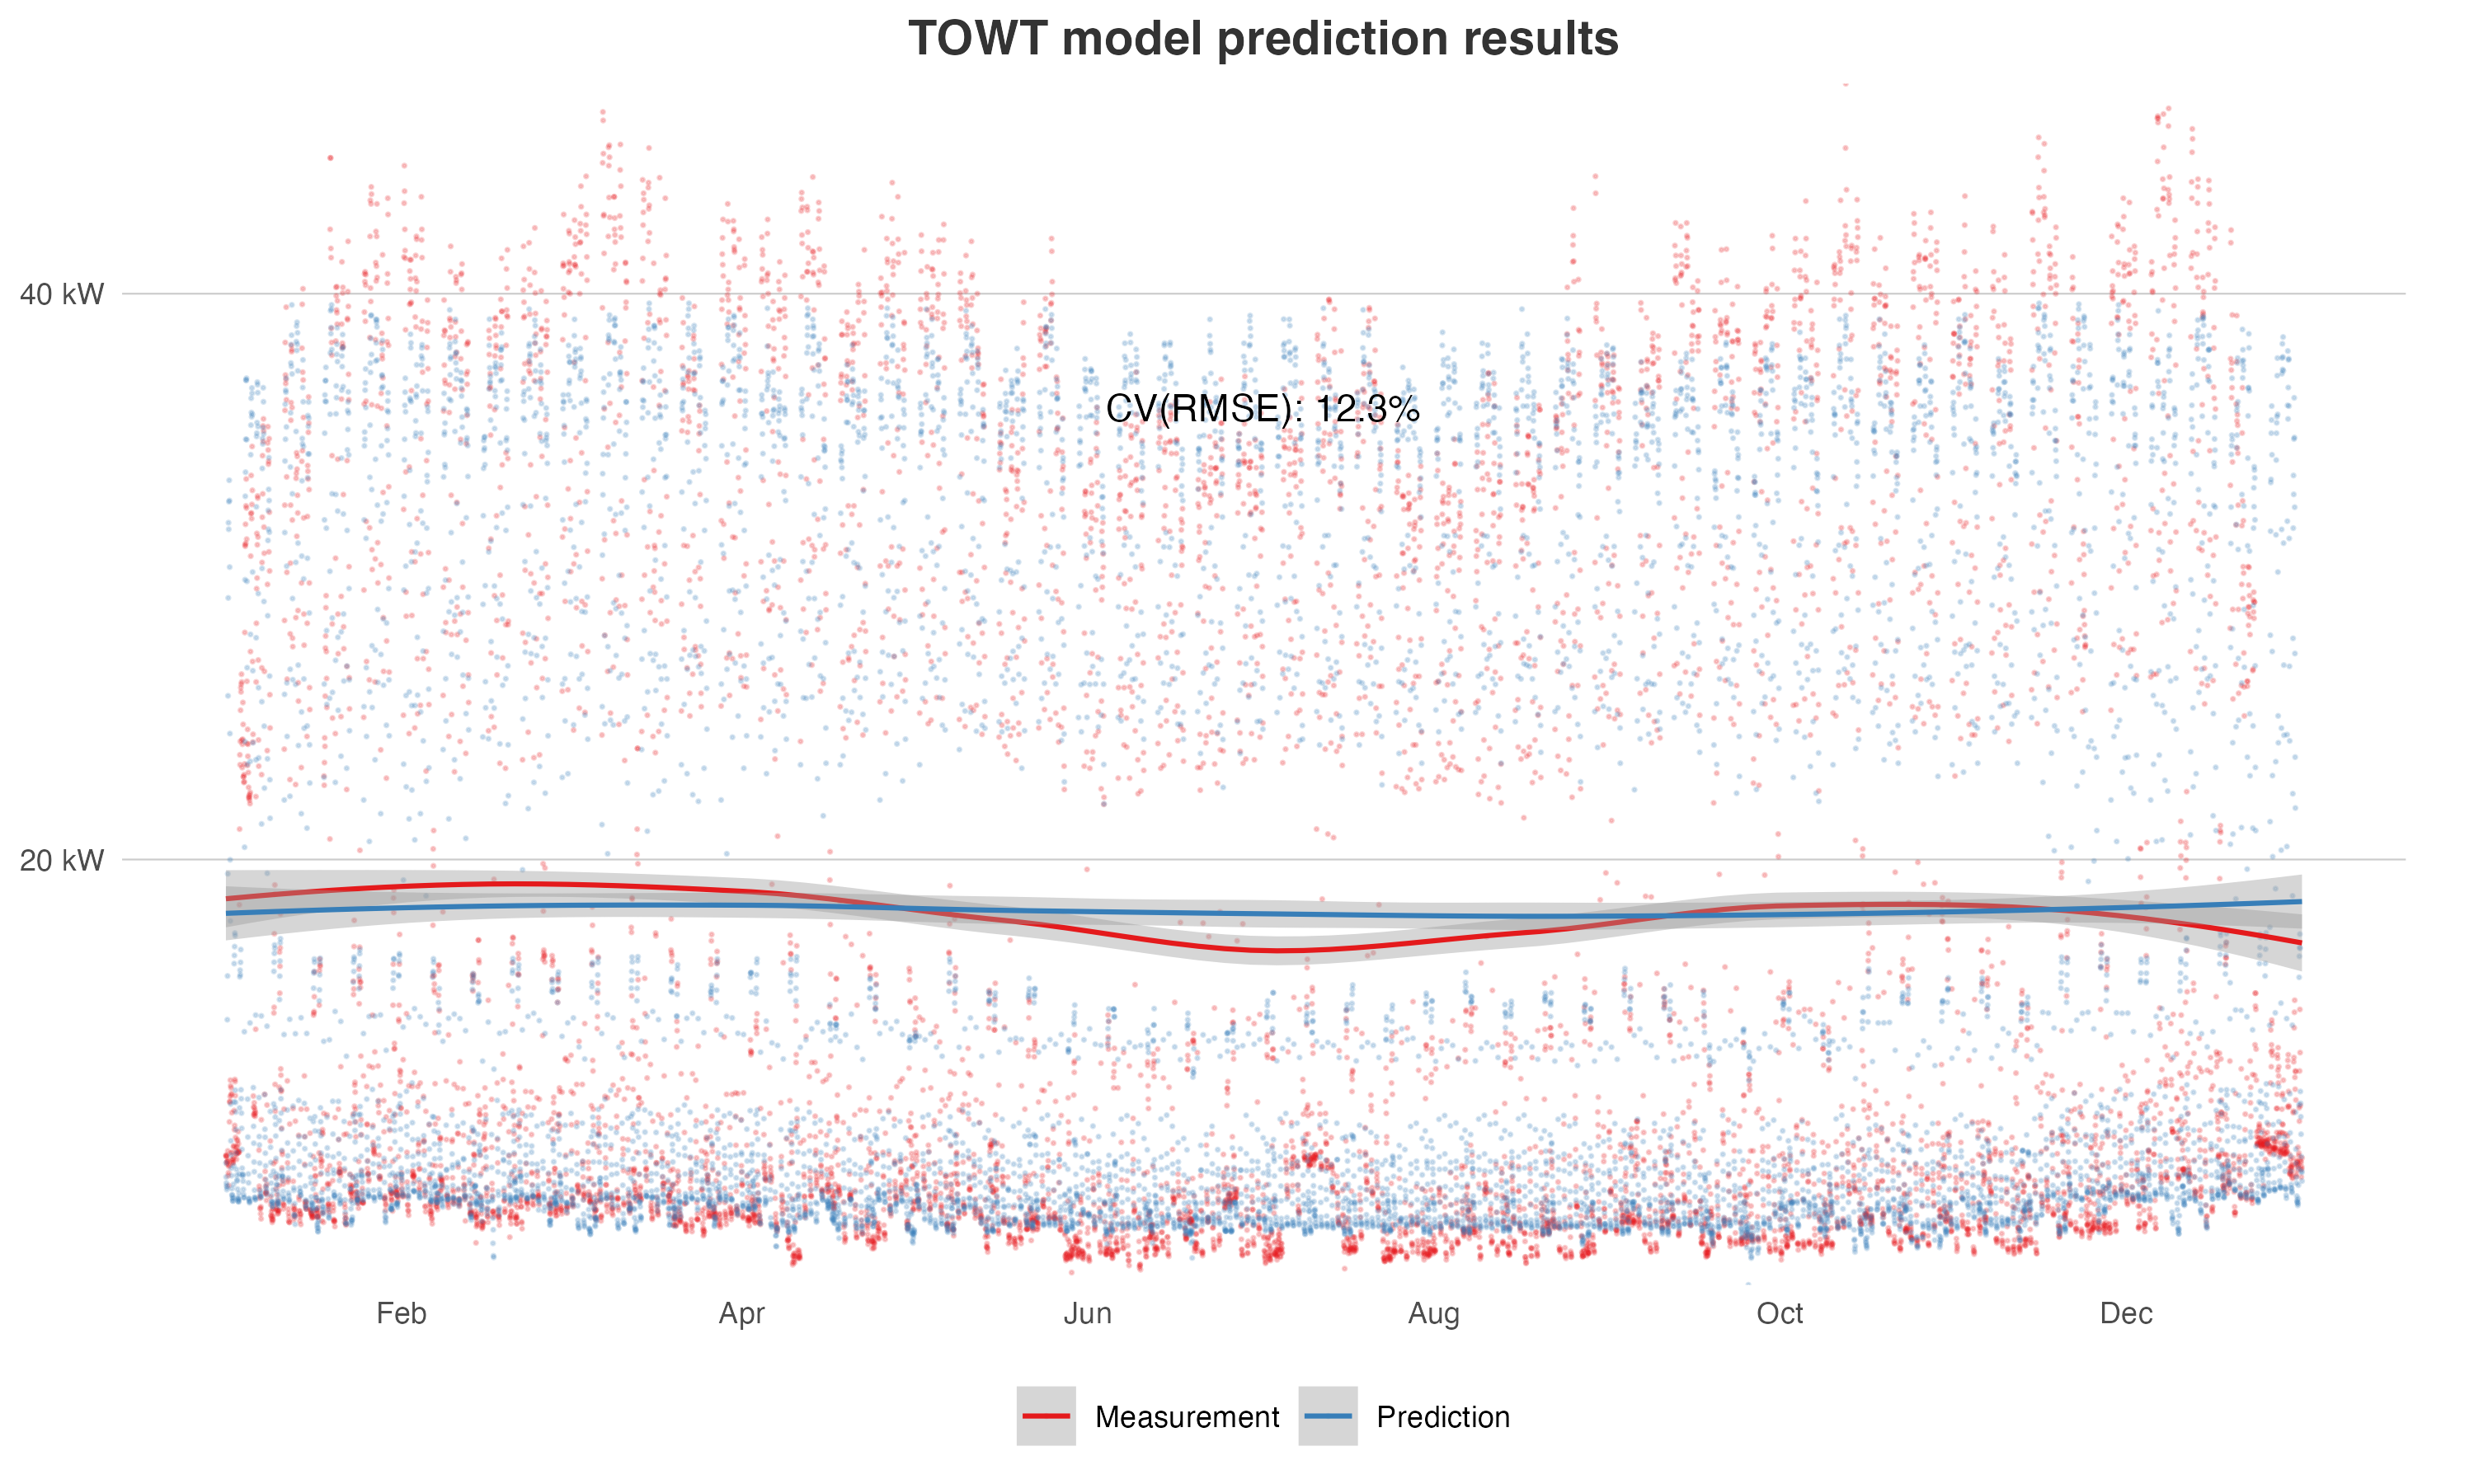 TOWT model prediction results
40 kW
CV(RMSE): 12.3%
20 kW
Feb Apr Jun Aug Oct Dec
Measurement Prediction